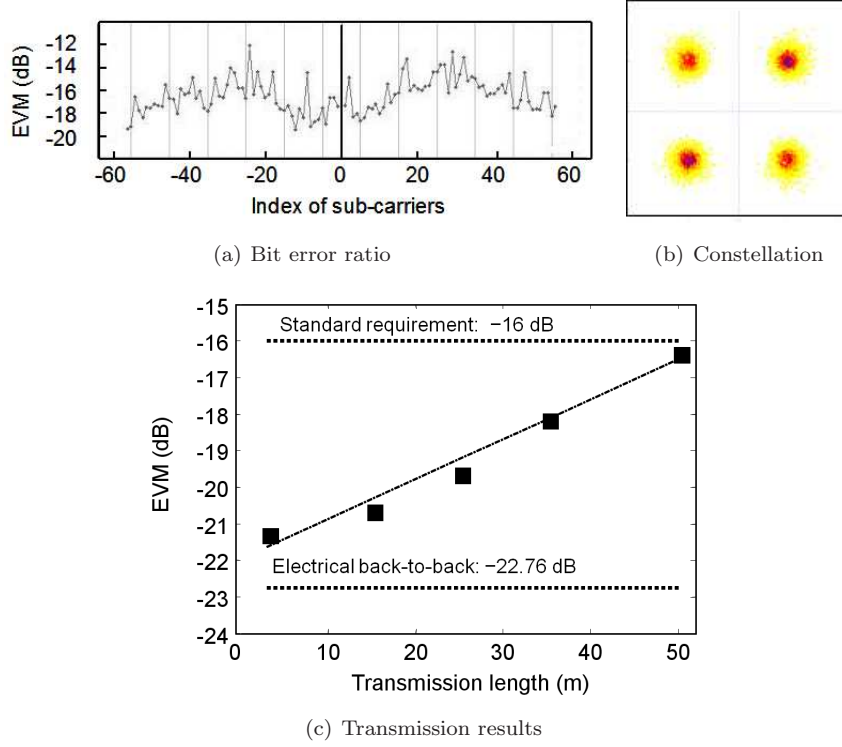 -12
-14
-16
-18
-20
EVM (dB)
-60 -40 -20 0 20 40 60
Index of sub-carriers
(a) Bit error ratio
(b) Constellation
-15
-16
-17
-18
-19
-20
-21
-22
-23
-24
EVM (dB)
Standard requirement: −16 dB
Electrical back-to-back: −22.76 dB
0 10 20 30 40 50
Transmission length (m)
(c) Transmission results